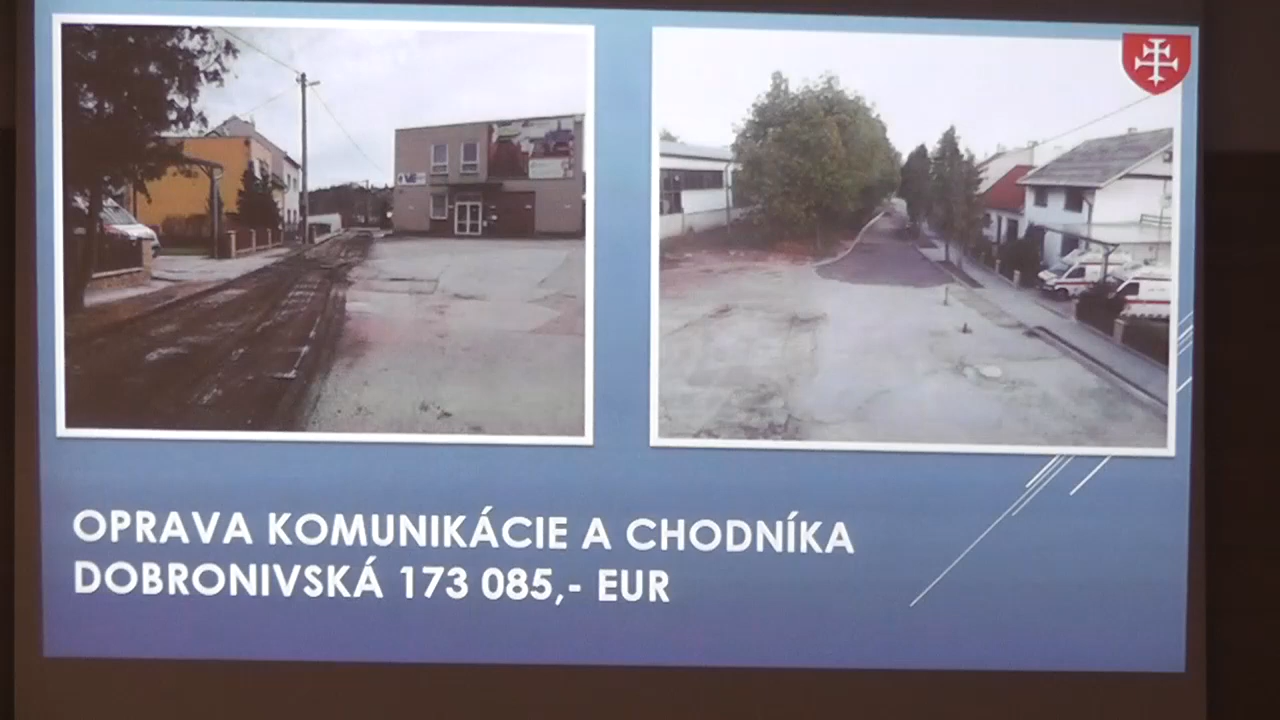 OPRAVA KOMUNIKÁCIE A CHODNÍKA
DOBRONIVSKÁ 173 085,- EUR